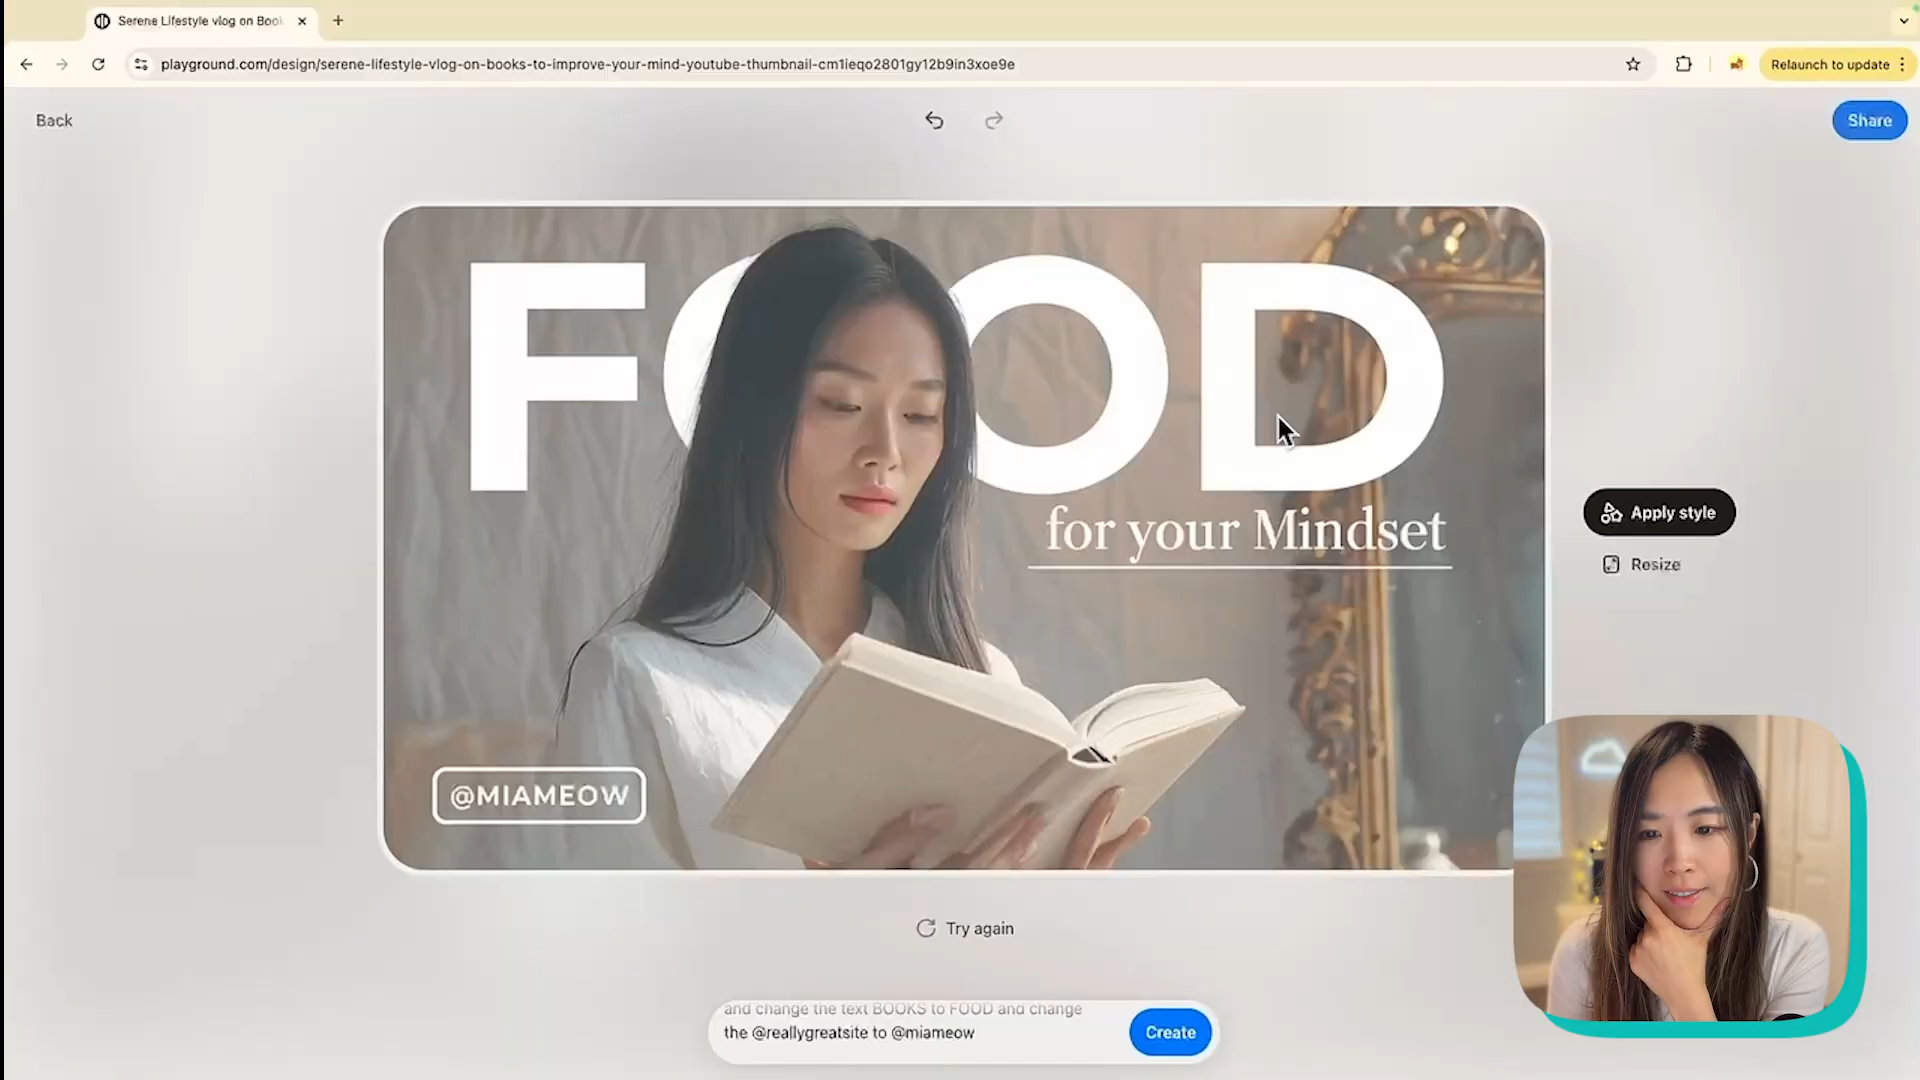 Serene Lifestyle vlog on Book
playground.com/design/serene-lifestyle-vlog-on-books-to-improve-your-mind-youtube-thumbnail-cm1ieqo2801gy12b9in3xoe9e
Relaunch to update
Back
Share
FOOD
for your Mindset
Apply style
Resize
@MIAMEOW
Try again
and change the text BOOKS to FOOD and change
the @reallygreatsite to @miameow
Create